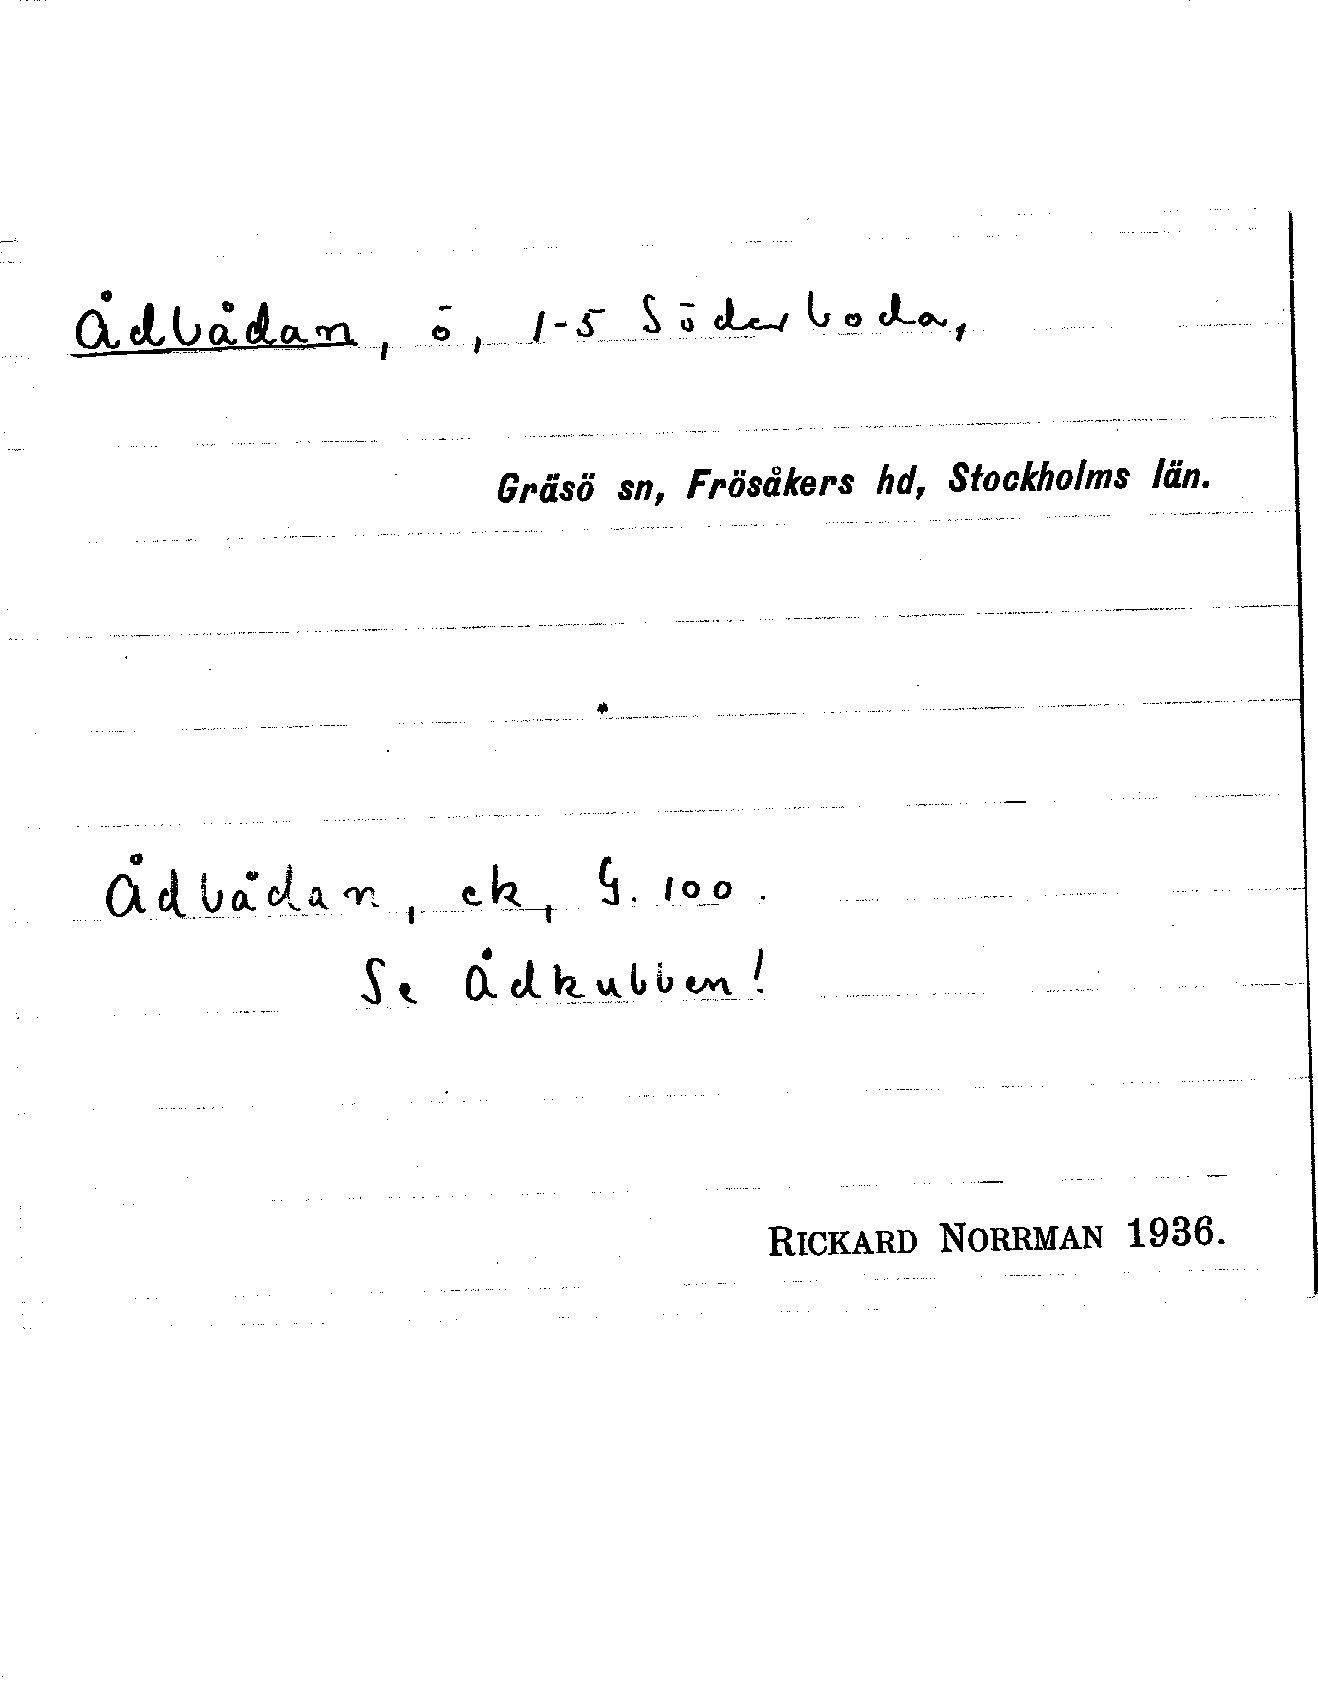 Ådbådan, ö, 1-5 Söderboda,
Gräsö sn, Frösåkers hd, Stockholms län.
Ådbådan, ek, G. 100.
Se Ådkubben!
RICKARD NORRMAN 1936.